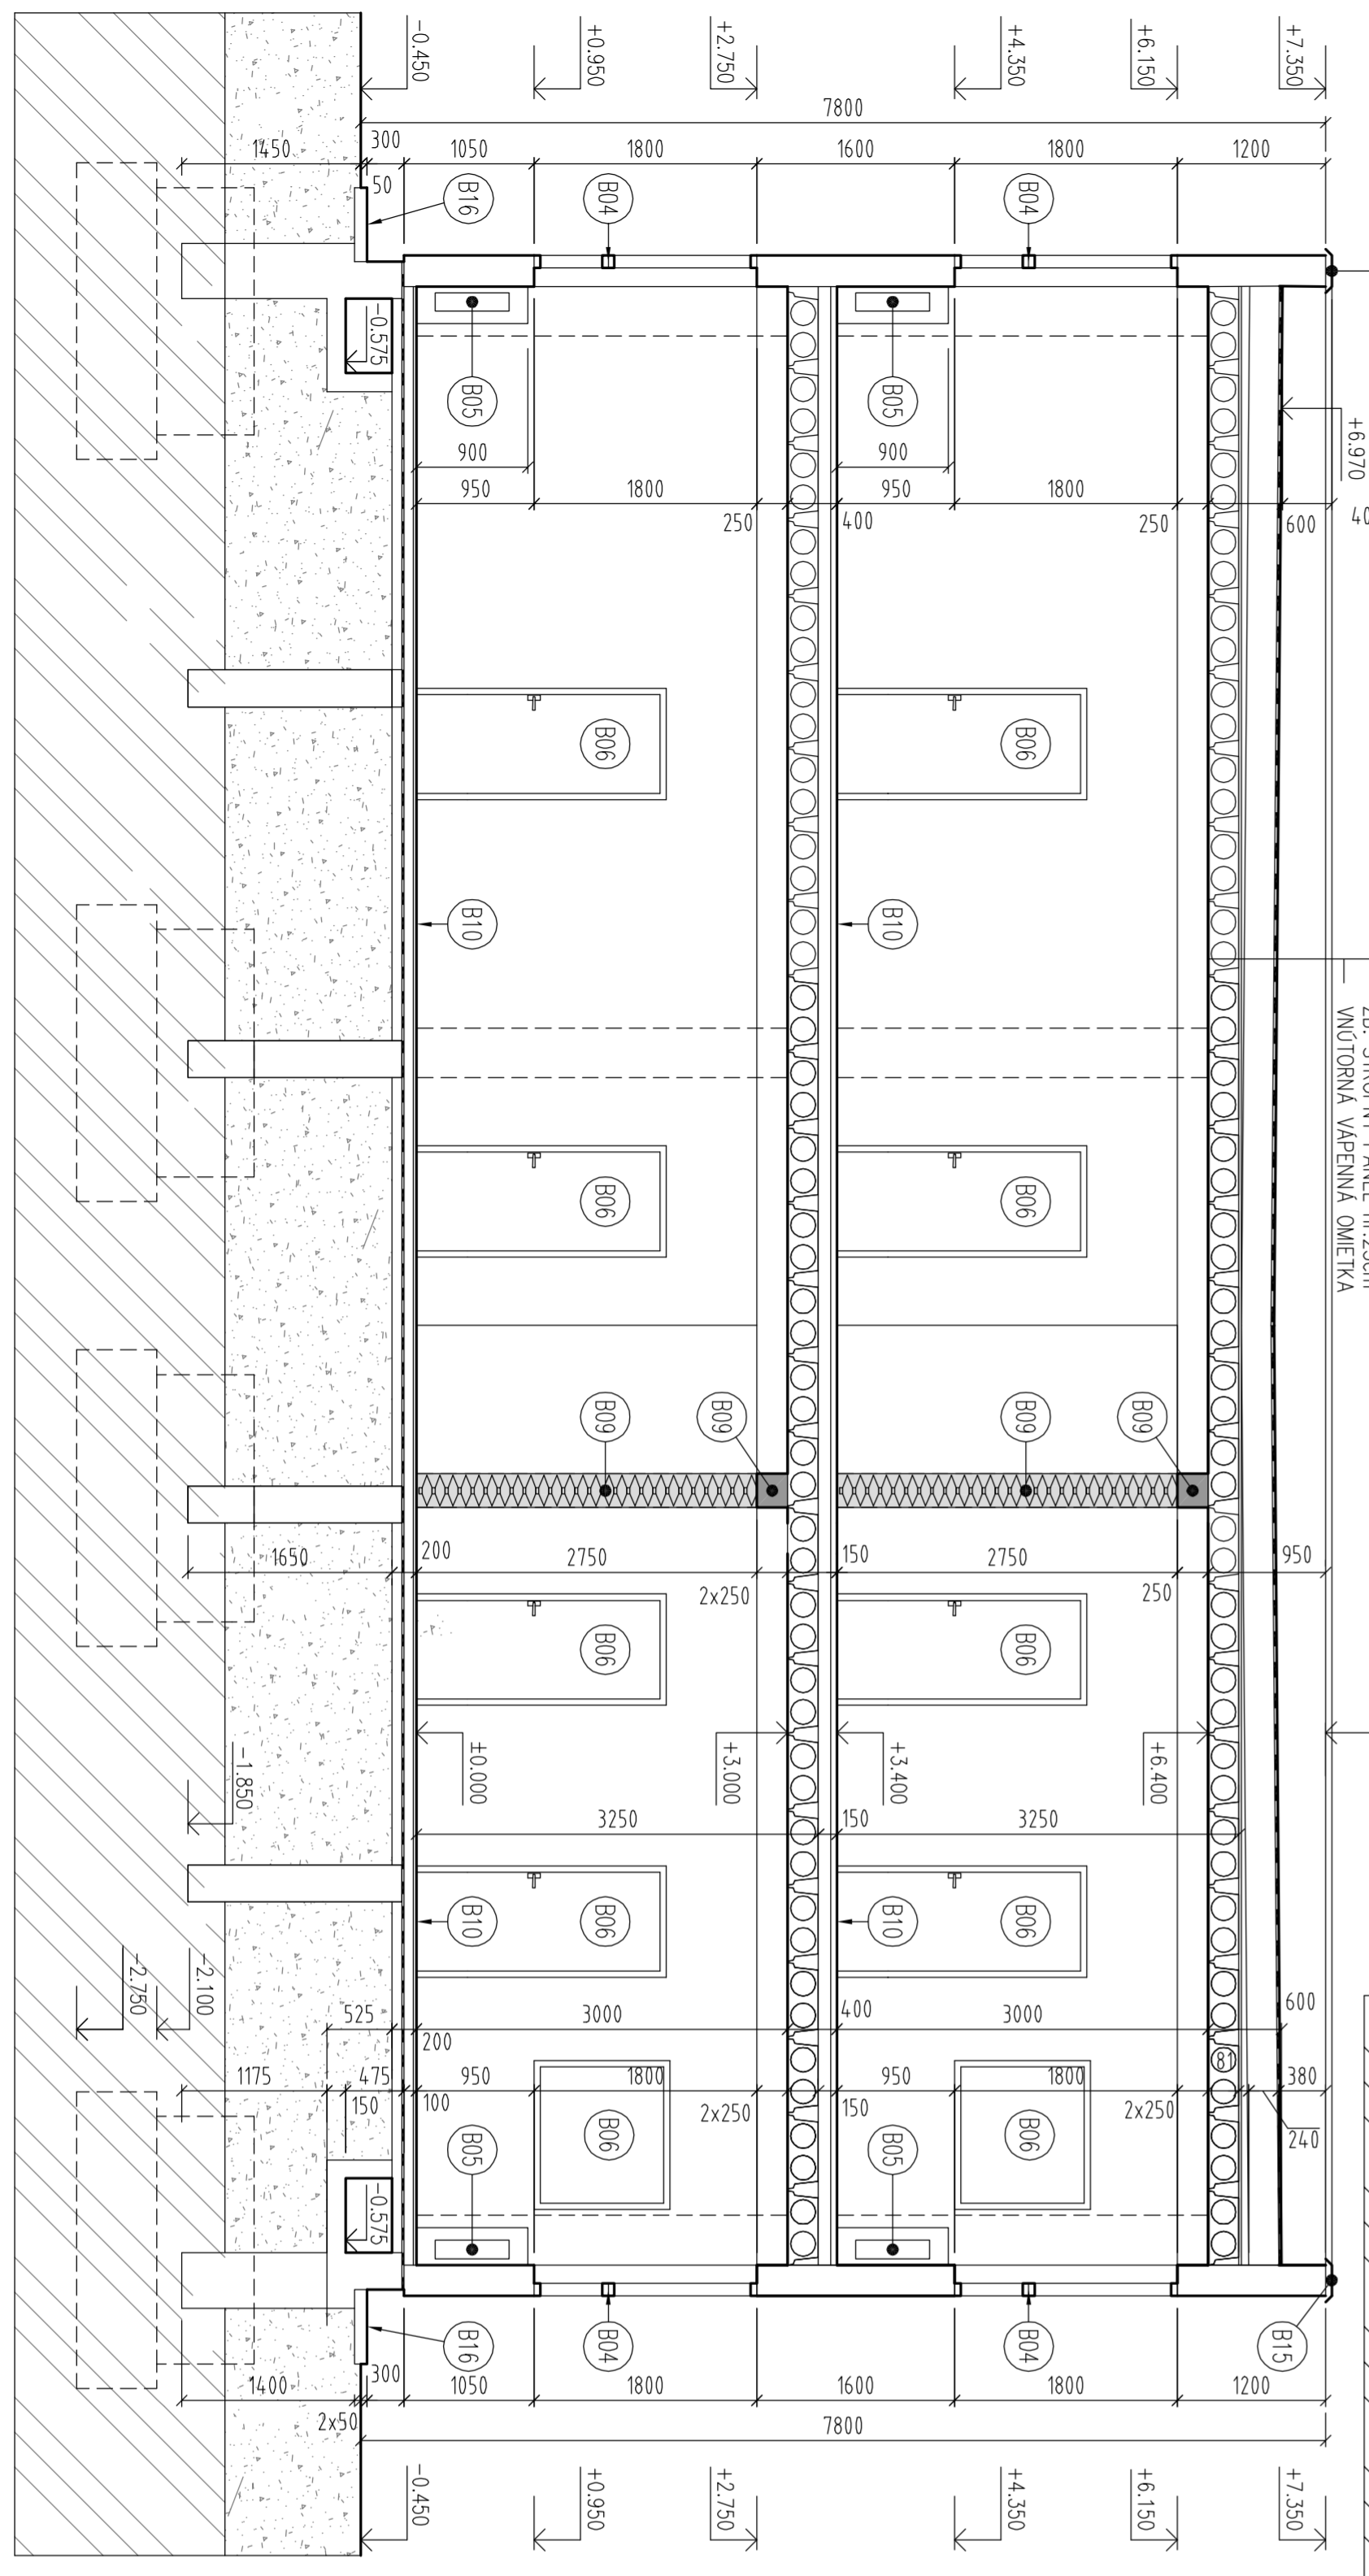 +7.350
+6.150
+4.350
+2.750
+0.950
-0.450
7800
1200
1800
1600
1800
1050
300
50
1450
B04
B04
B16
+6.970
600
250
1800
950
400
250
1800
950
900
900
B05
B05
-0.575
B06
B06
B10
B10
VNÚTORNÁ VÁPENNÁ OMIETKA
B06
B06
B09
B09
B09
B09
950
250
2750
150
2x250
2750
200
1650
B06
B06
+6.400
+3.400
+3.000
±0.000
-1.850
3250
150
3250
B06
B10
B06
B10
-2.100
-2.750
600
3000
400
3000
200
525
81
380
240
2x250
1800
950
150
2x250
1800
950
100
475
150
1175
B06
B05
B06
B05
-0.575
B15
B04
B04
B16
1200
1800
1600
1800
1050
300
2x50
1400
7800
+7.350
+6.150
+4.350
+2.750
+0.950
-0.450